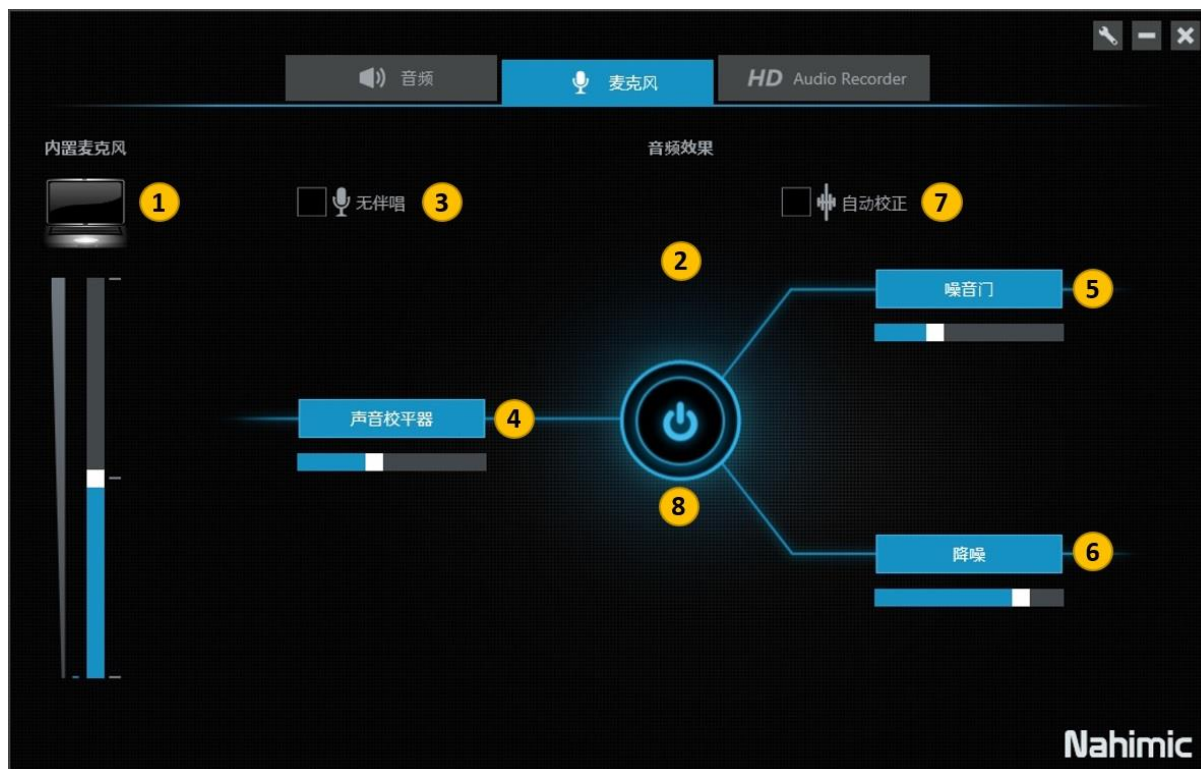 音频
麦克风
HD Audio Recorder
内置麦克风
音频效果
1
3 无伴唱
自动校正 7
2
噪音门 5
声音校平器 4
8
降噪 6
Nahimic